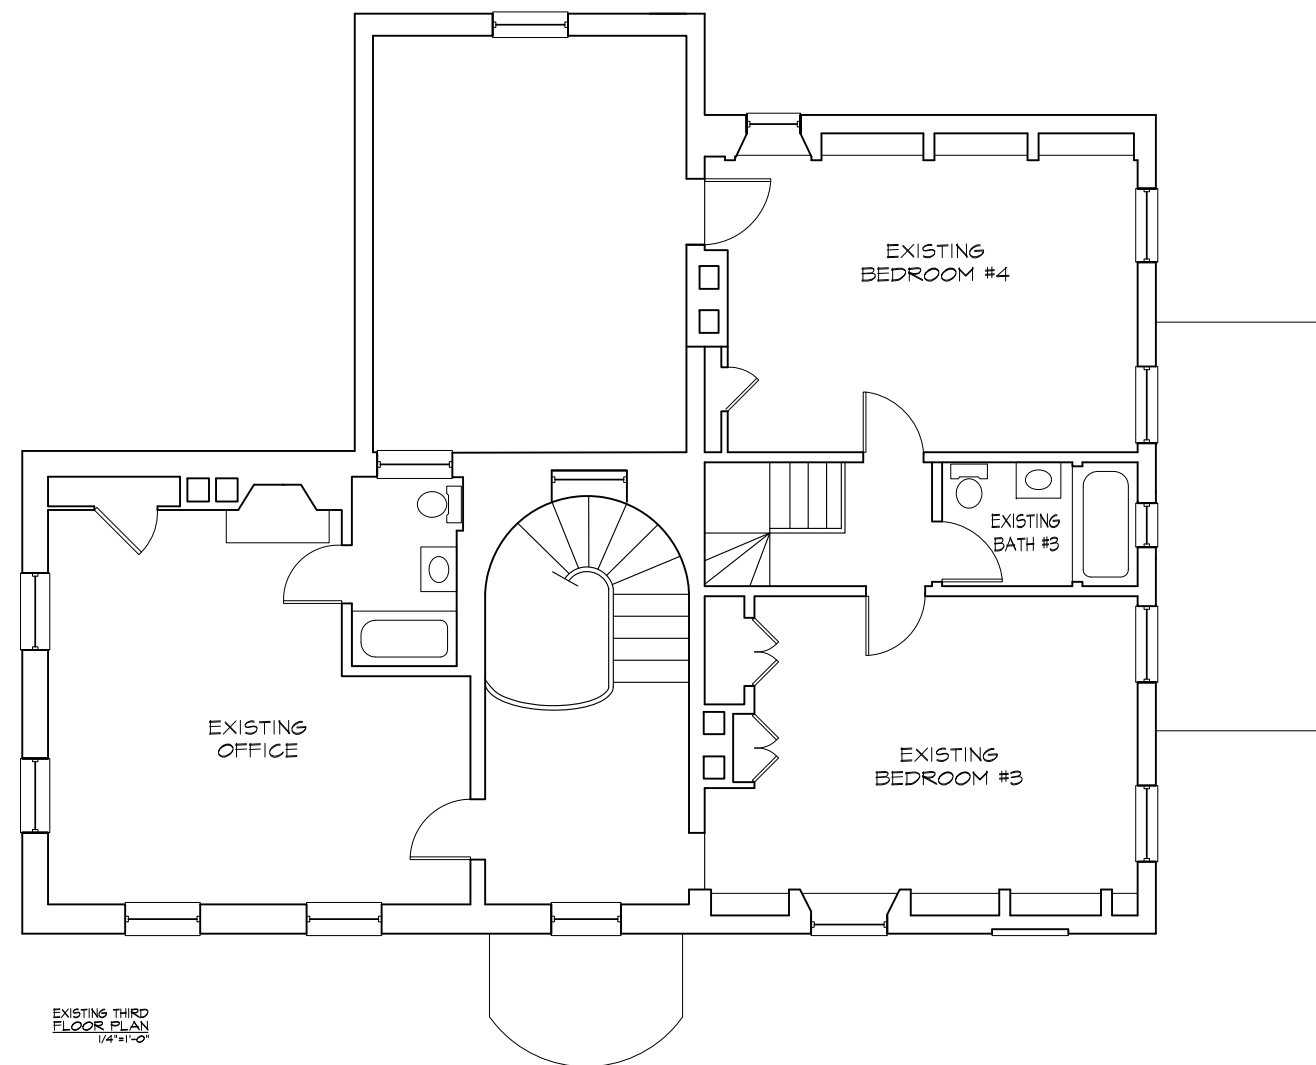 EXISTING
BEDROOM #4
EXISTING
BATH #3
EXISTING
OFFICE
EXISTING
BEDROOM #3
EXISTING THIRD
FLOOR PLAN
1/4"=1'-0"